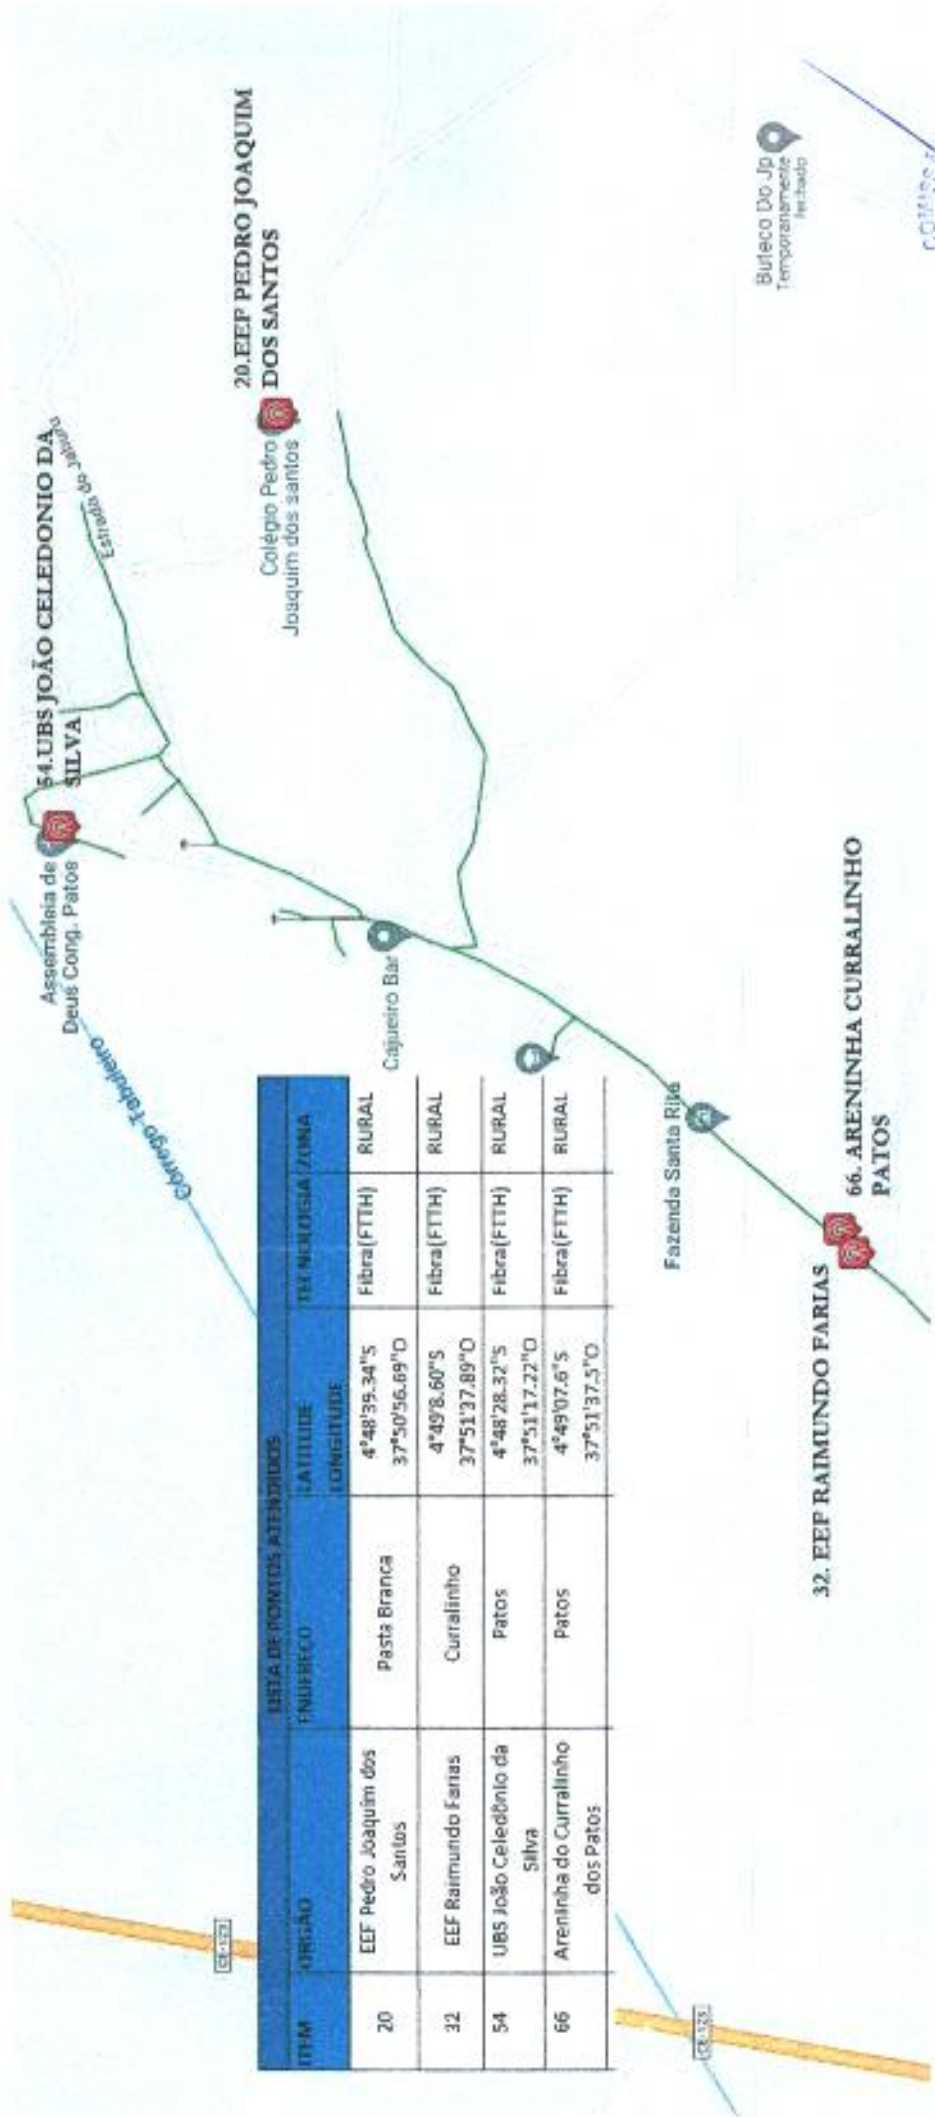 54.UBS JOÃO CELEDONIO DA
SILVA
Assembleia de
Deus Cong. Patos
Estrada do Jaburu
20.EEF PEDRO JOAQUIM
DOS SANTOS
Colégio Pedro
Joaquim dos santos
Córrego Tabuleiro
Cajueiro Bar
Fazenda Santa Rita
Buteco Do Jp
Temporariamente
fechado
66. ARENINHA CURRALINHO
PATOS
32. EEF RAIMUNDO FARIAS
LISTA DE PONTOS ATENDIDOS
ITEM ORGÃO ENDEREÇO LATITUDE TECNOLOGIA ZONA
LONGITUDE
20 EEF Pedro Joaquim dos Santos Pasta Branca 4°48'39.34"S 37°50'56.69"O Fibra(FTTH) RURAL
32 EEF Raimundo Farias Curralinho 4°49'8.60"S 37°51'37.89"O Fibra(FTTH) RURAL
54 UBS João Celedônio da Silva Patos 4°48'28.32"S 37°51'17.22"O Fibra(FTTH) RURAL
66 Areninha do Curralinho dos Patos Patos 4°49'07.6"S 37°51'37.5"O Fibra(FTTH) RURAL
CE-123
CE-123